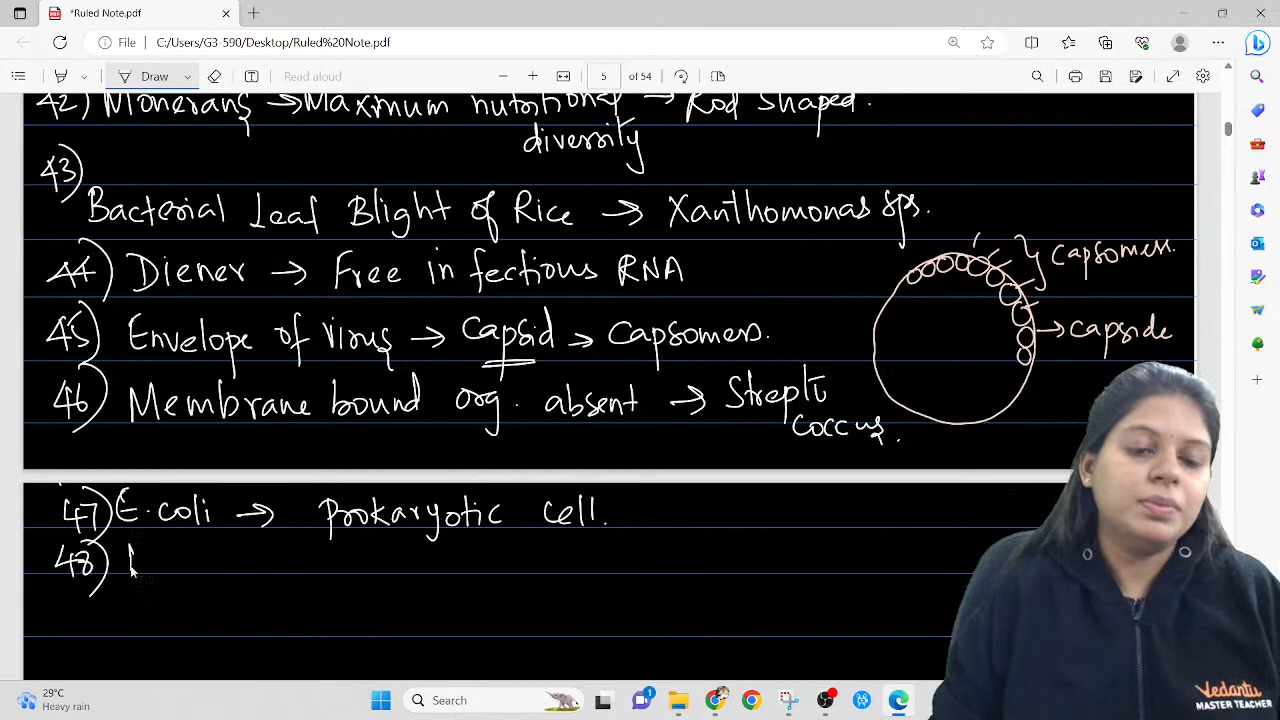 *Ruled Note.pdf
File C:/Users/G3-590/Desktop/Ruled%20Note.pdf
Draw Read aloud 5 of 54
42) Monerans → Maximum nutritional → Rod shaped.
diversity
43)
Bacterial Leaf Blight of Rice → Xanthomonas sps.
44) Diener → Free infectious RNA
capsomers.
45) Envelope of virus → capsid → capsomers.
→ capside
46) Membrane bound org. absent → Strepto
coccus.
47) E.coli → prokaryotic cell.
48)
Vedantu
MASTER TEACHER
29°C
Heavy rain
Search
1